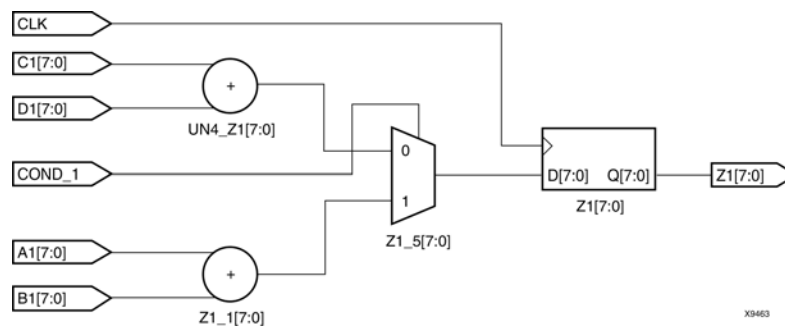 CLK
C1[7:0]
+
D1[7:0]
UN4_Z1[7:0]
COND_1
0
1
D[7:0] Q[7:0]
Z1[7:0]
Z1[7:0]
Z1_5[7:0]
A1[7:0]
+
B1[7:0]
Z1_1[7:0]
X9463